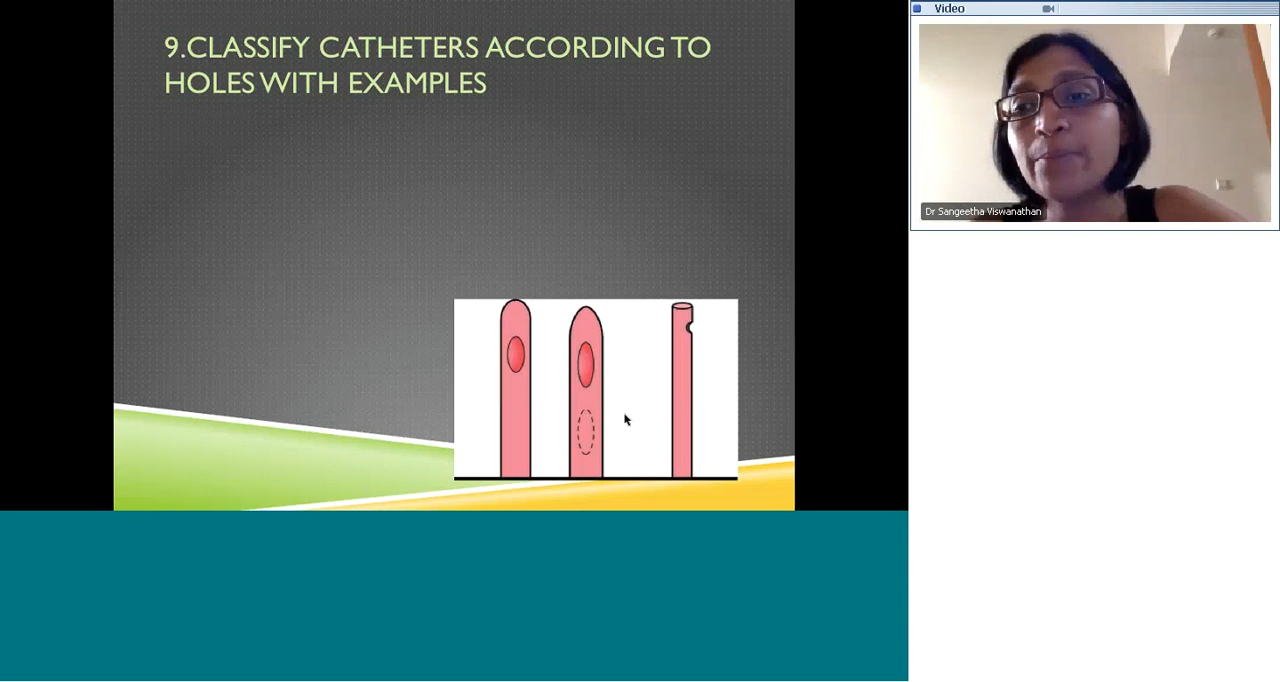 9.CLASSIFY CATHETERS ACCORDING TO
HOLES WITH EXAMPLES
Video
Dr Sangeetha Viswanathan